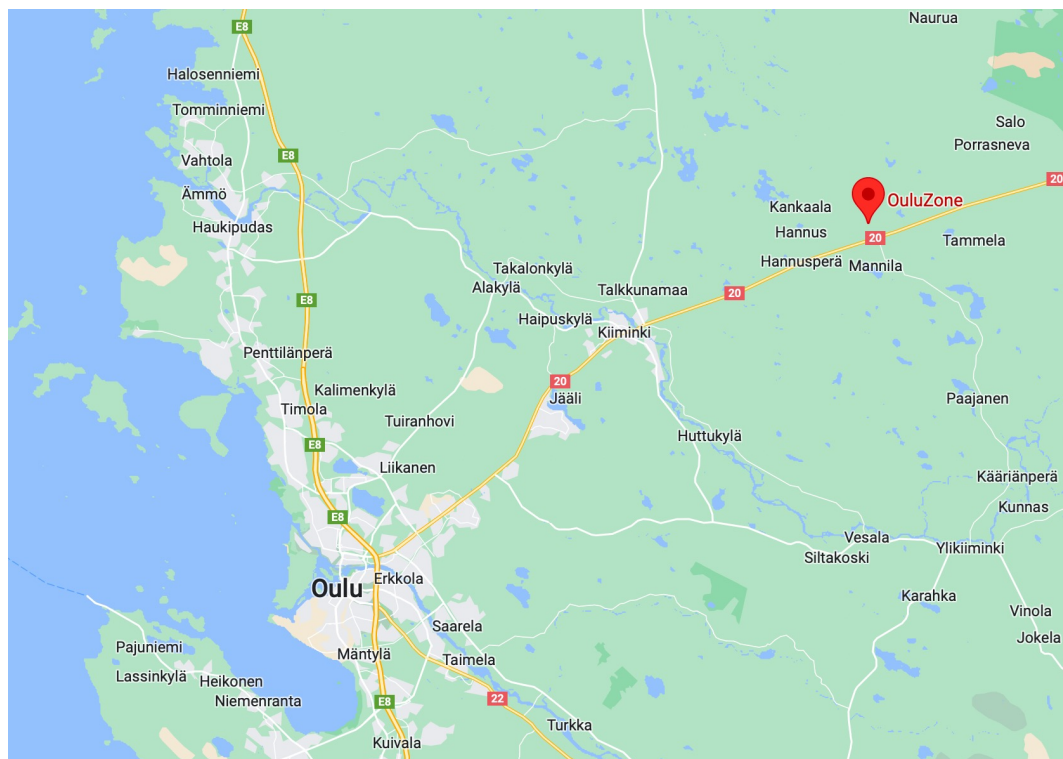 E8
Naurua
Halosenniemi
Tomminniemi
Salo
Porrasneva
E8
Vahtola
20
Ämmö
Kankaala
OuluZone
Haukipudas
Hannus
20
Tammela
Hannusperä
Mannila
Takalonkylä
Alakylä
Talkkunamaa
20
E8
Haipuskylä
Kiiminki
Penttilänperä
20
Kalimenkylä
Jääli
Paajanen
Timola
Tuiranhovi
Huttukylä
E8
Liikanen
Kääriänperä
Kunnas
E8
Vesala
Ylikiiminki
Siltakoski
Erkkola
Oulu
Karahka
Vinola
Saarela
Jokela
Pajuniemi
Mäntylä
Taimela
Lassinkylä
Heikonen
Niemenranta
E8
22
Turkka
Kuivala